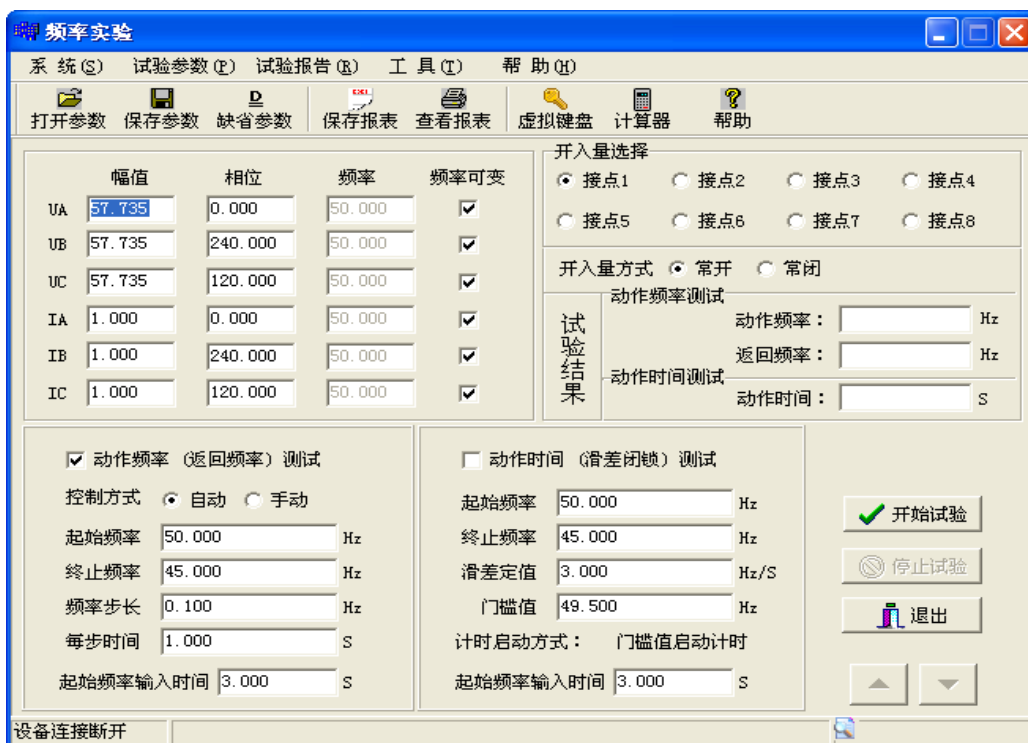 频率实验
系 统(S) 试验参数(P) 试验报告(R) 工 具(T) 帮 助(H)
打开参数 保存参数 缺省参数 保存报表 查看报表 虚拟键盘 计算器 帮助
幅值 相位 频率 频率可变
UA 57.735 0.000 50.000
UB 57.735 240.000 50.000
UC 57.735 120.000 50.000
IA 1.000 0.000 50.000
IB 1.000 240.000 50.000
IC 1.000 120.000 50.000
开入量选择
接点1 接点2 接点3 接点4
接点5 接点6 接点7 接点8
开入量方式 常开 常闭
试验结果
动作频率测试
动作频率： Hz
返回频率： Hz
动作时间测试
动作时间： S
动作频率（返回频率）测试
控制方式 自动 手动
起始频率 50.000 Hz
终止频率 45.000 Hz
频率步长 0.100 Hz
每步时间 1.000 S
起始频率输入时间 3.000 S
动作时间（滑差闭锁）测试
起始频率 50.000 Hz
终止频率 45.000 Hz
滑差定值 3.000 Hz/S
门槛值 49.500 Hz
计时启动方式： 门槛值启动计时
起始频率输入时间 3.000 S
开始试验
停止试验
退出
设备连接断开